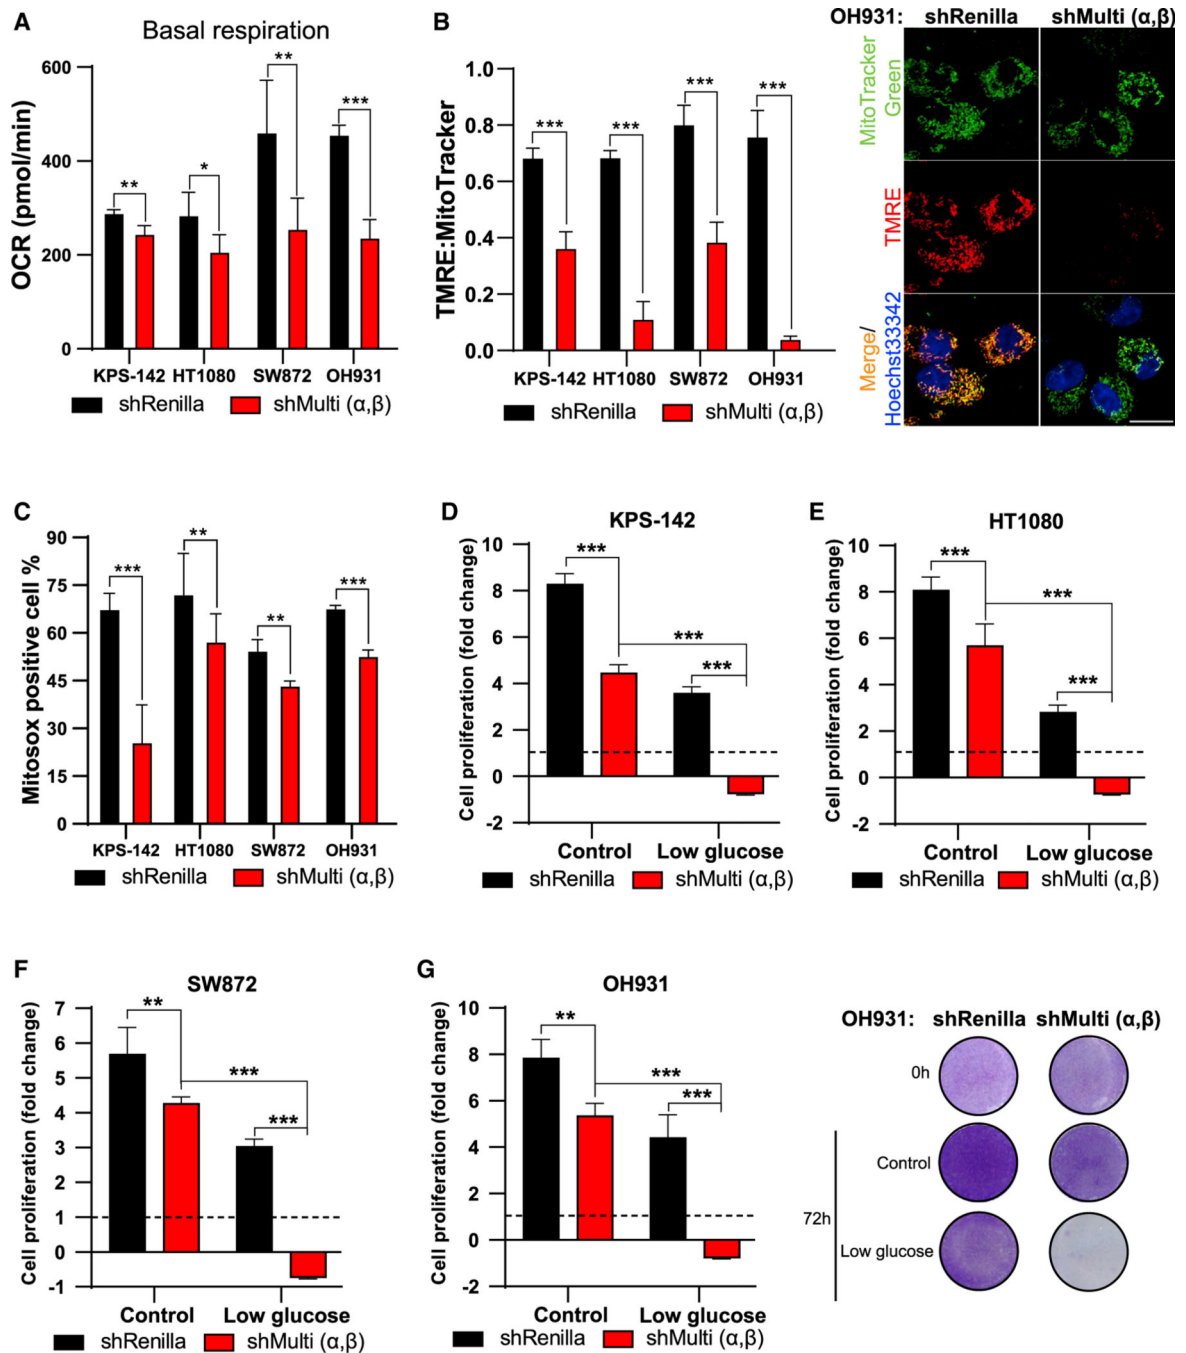 A
Basal respiration
OCR (pmol/min)
600
400
200
0
**
*
**
***
KPS-142 HT1080 SW872 OH931
shRenilla shMulti (α,β)
B
TMRE:MitoTracker
1.0
0.8
0.6
0.4
0.2
0.0
***
***
***
***
KPS-142 HT1080 SW872 OH931
shRenilla shMulti (α,β)
OH931: shRenilla shMulti (α,β)
MitoTracker
Green
TMRE
Merge/
Hoechst33342
C
Mitosox positive cell %
90
75
60
45
30
15
0
***
**
**
***
KPS-142 HT1080 SW872 OH931
shRenilla shMulti (α,β)
D
KPS-142
Cell proliferation (fold change)
10
8
6
4
2
0
-2
***
***
***
Control Low glucose
shRenilla shMulti (α,β)
E
HT1080
Cell proliferation (fold change)
10
8
6
4
2
0
-2
***
***
***
Control Low glucose
shRenilla shMulti (α,β)
F
SW872
Cell proliferation (fold change)
7
6
5
4
3
2
1
0
-1
**
***
***
Control Low glucose
shRenilla shMulti (α,β)
G
OH931
Cell proliferation (fold change)
10
8
6
4
2
0
-2
**
***
***
Control Low glucose
shRenilla shMulti (α,β)
OH931: shRenilla shMulti (α,β)
0h
Control
72h
Low glucose